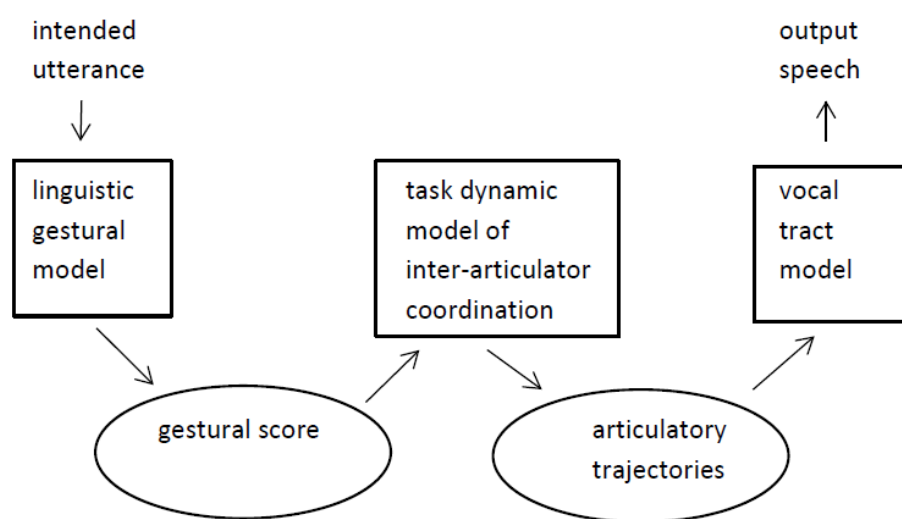 intended
utterance
output
speech
linguistic
gestural
model
task dynamic
model of
inter-articulator
coordination
vocal
tract
model
gestural score
articulatory
trajectories